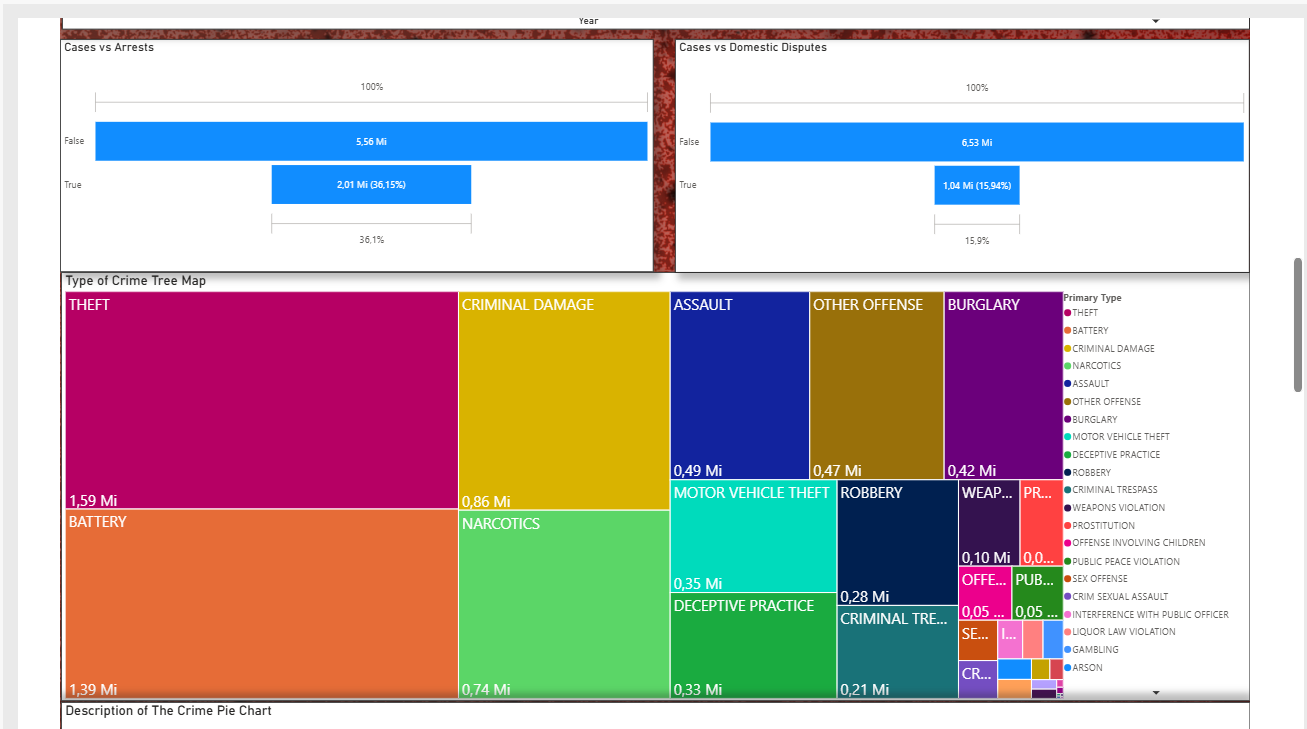 Year
Cases vs Arrests
100%
False
5,56 Mi
True
2,01 Mi (36,15%)
36,1%
Cases vs Domestic Disputes
100%
False
6,53 Mi
True
1,04 Mi (15,94%)
15,9%
Type of Crime Tree Map
THEFT
1,59 Mi
BATTERY
1,39 Mi
CRIMINAL DAMAGE
0,86 Mi
NARCOTICS
0,74 Mi
ASSAULT
0,49 Mi
OTHER OFFENSE
0,47 Mi
BURGLARY
0,42 Mi
MOTOR VEHICLE THEFT
0,35 Mi
DECEPTIVE PRACTICE
0,33 Mi
ROBBERY
0,28 Mi
CRIMINAL TRE...
0,21 Mi
WEAP...
0,10 Mi
PR...
0,0...
OFFE...
0,05 ...
PUB...
0,05 ...
SE...
I...
CR...
Primary Type
THEFT
BATTERY
CRIMINAL DAMAGE
NARCOTICS
ASSAULT
OTHER OFFENSE
BURGLARY
MOTOR VEHICLE THEFT
DECEPTIVE PRACTICE
ROBBERY
CRIMINAL TRESPASS
WEAPONS VIOLATION
PROSTITUTION
OFFENSE INVOLVING CHILDREN
PUBLIC PEACE VIOLATION
SEX OFFENSE
CRIM SEXUAL ASSAULT
INTERFERENCE WITH PUBLIC OFFICER
LIQUOR LAW VIOLATION
GAMBLING
ARSON
Description of The Crime Pie Chart